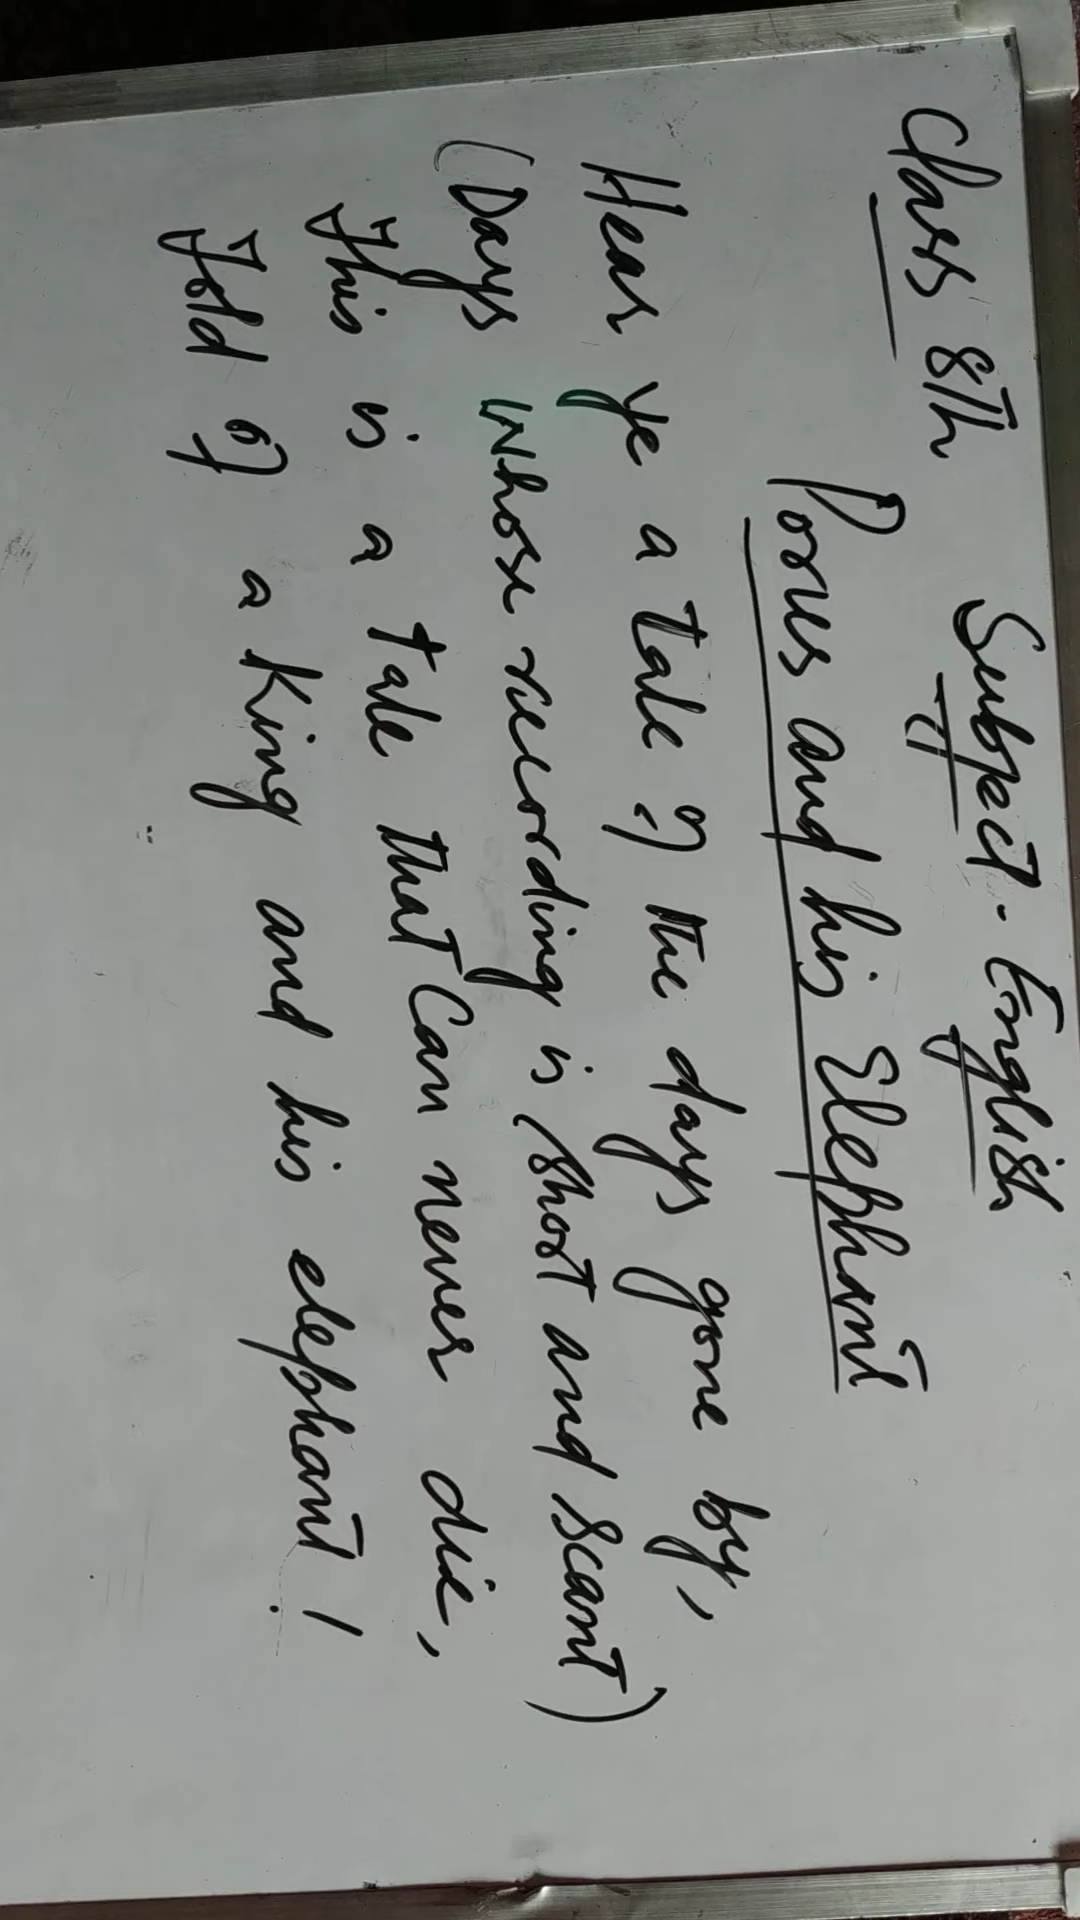 Class 8th Subject - English
Porus and his Elephant
Hear ye a tale of the days gone by,
(Days whose recording is short and scant)
This is a tale that can never die,
Told of a King and his elephant!